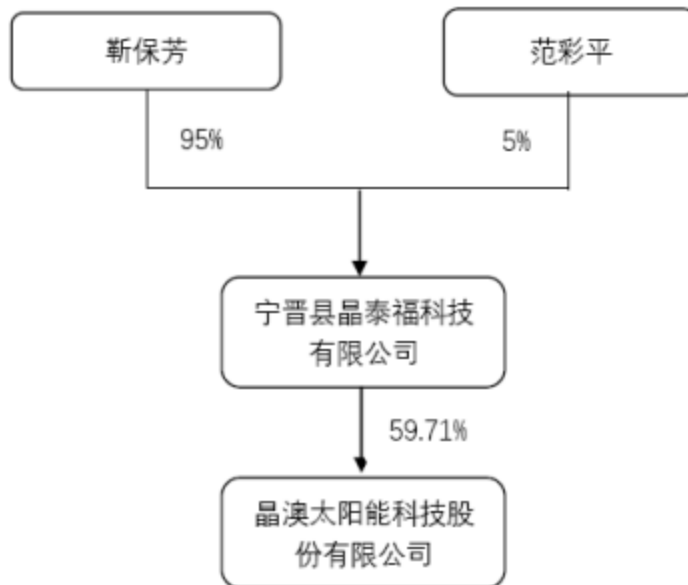 靳保芳
范彩平
95%
5%
宁晋县晶泰福科技
有限公司
59.71%
晶澳太阳能科技股
份有限公司